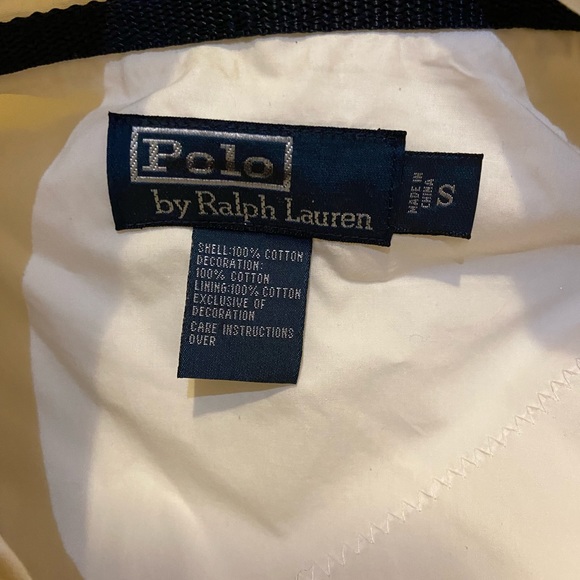 Polo
by Ralph Lauren
MADE IN
CHINA
S
SHELL:100% COTTON
DECORATION:
100% COTTON
LINING:100% COTTON
EXCLUSIVE OF
DECORATION
CARE INSTRUCTIONS
OVER